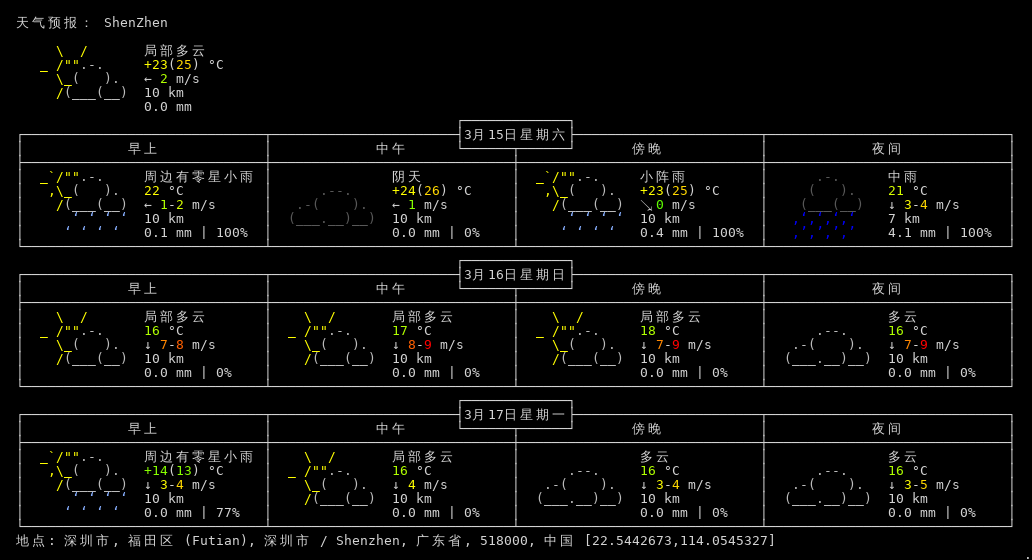 天气预报： ShenZhen
局部多云
+23(25) °C
← 2 m/s
10 km
0.0 mm
3月15日星期六
早上 中午 傍晚 夜间
周边有零星小雨 阴天 小阵雨 中雨
22 °C +24(26) °C +23(25) °C 21 °C
← 1-2 m/s ← 1 m/s ↘ 0 m/s ↓ 3-4 m/s
10 km 10 km 10 km 7 km
0.1 mm | 100% 0.0 mm | 0% 0.4 mm | 100% 4.1 mm | 100%
3月16日星期日
早上 中午 傍晚 夜间
局部多云 局部多云 局部多云 多云
16 °C 17 °C 18 °C 16 °C
↓ 7-8 m/s ↓ 8-9 m/s ↓ 7-9 m/s ↓ 7-9 m/s
10 km 10 km 10 km 10 km
0.0 mm | 0% 0.0 mm | 0% 0.0 mm | 0% 0.0 mm | 0%
3月17日星期一
早上 中午 傍晚 夜间
周边有零星小雨 局部多云 多云 多云
+14(13) °C 16 °C 16 °C 16 °C
↓ 3-4 m/s ↓ 4 m/s ↓ 3-4 m/s ↓ 3-5 m/s
10 km 10 km 10 km 10 km
0.0 mm | 77% 0.0 mm | 0% 0.0 mm | 0% 0.0 mm | 0%
地点: 深圳市, 福田区 (Futian), 深圳市 / Shenzhen, 广东省, 518000, 中国 [22.5442673,114.0545327]